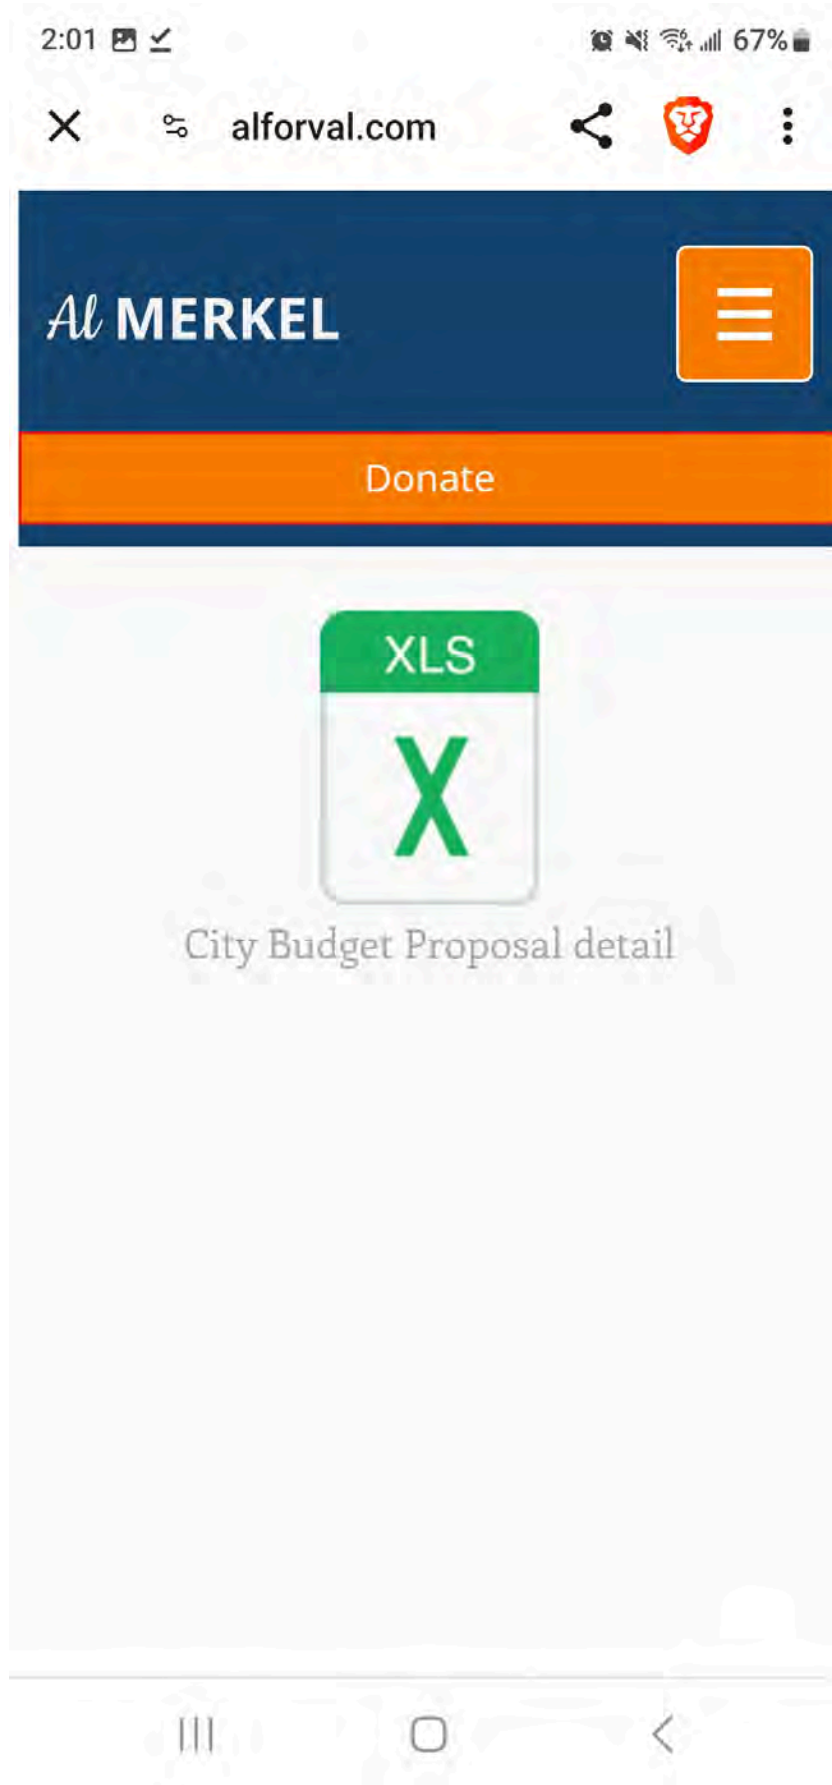 2:01 67%
alforval.com
Al MERKEL
Donate
XLS
X
City Budget Proposal detail